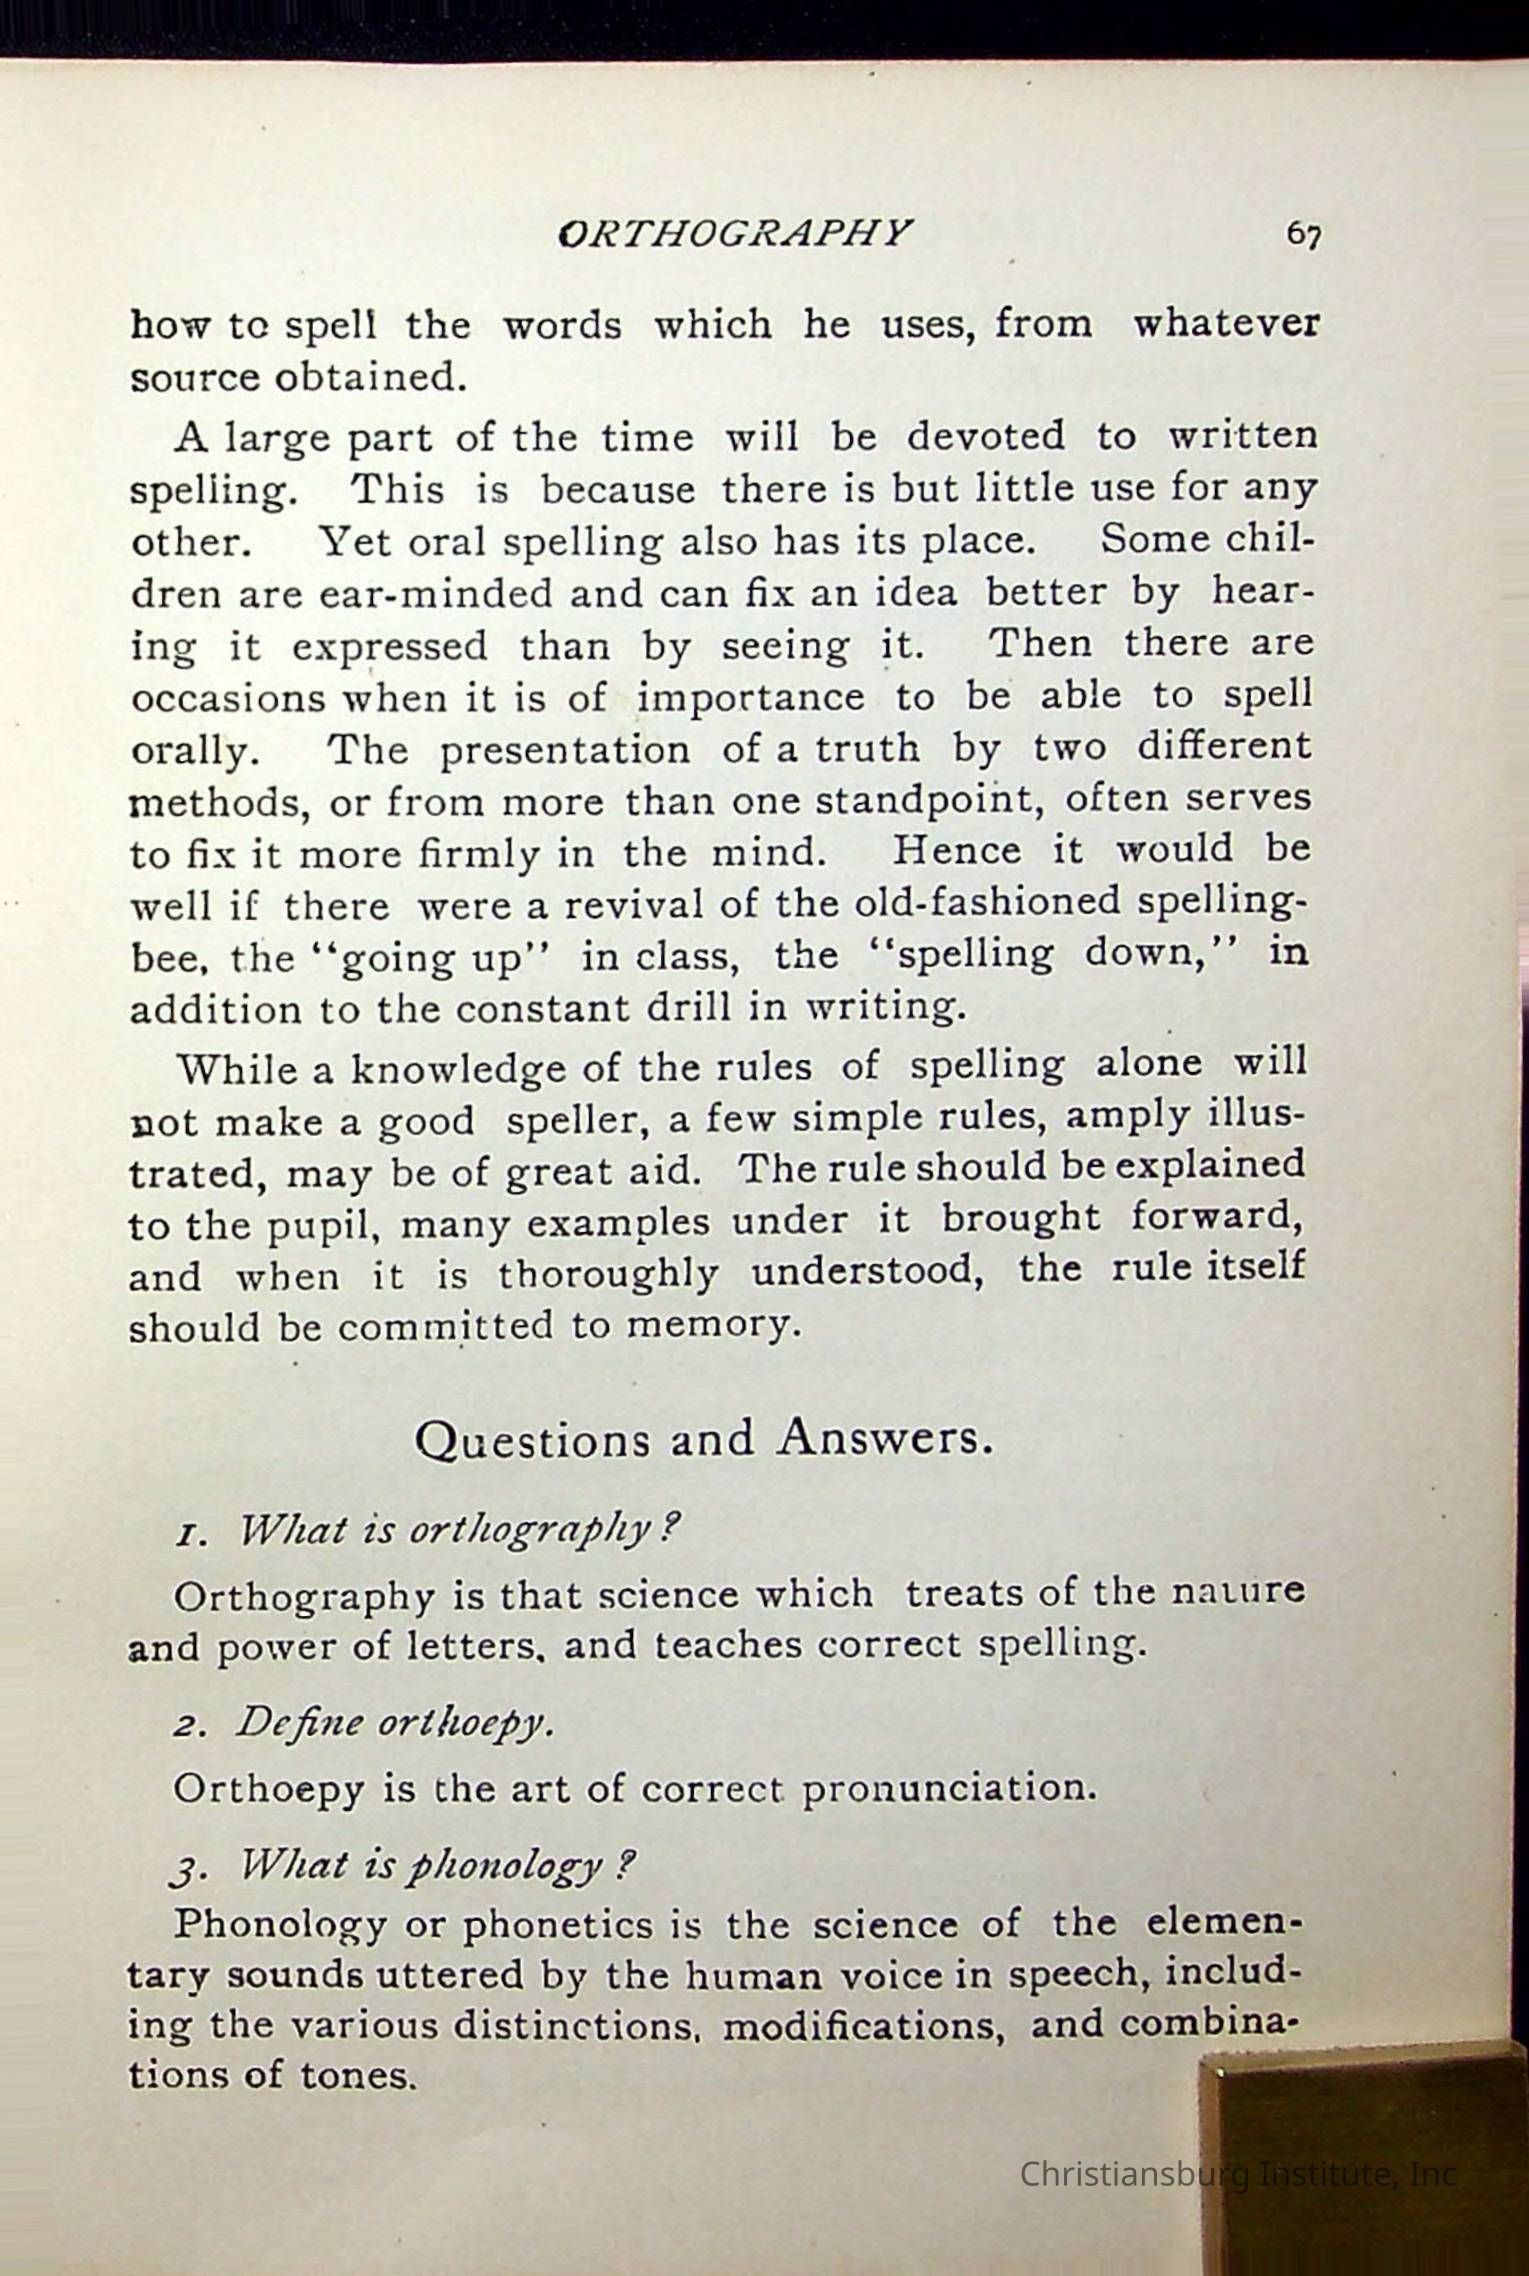 ORTHOGRAPHY 67
how to spell the words which he uses, from whatever
source obtained.
A large part of the time will be devoted to written
spelling. This is because there is but little use for any
other. Yet oral spelling also has its place. Some chil-
dren are ear-minded and can fix an idea better by hear-
ing it expressed than by seeing it. Then there are
occasions when it is of importance to be able to spell
orally. The presentation of a truth by two different
methods, or from more than one standpoint, often serves
to fix it more firmly in the mind. Hence it would be
well if there were a revival of the old-fashioned spelling-
bee, the ‘‘going up’’ in class, the ‘‘spelling down,’’ in
addition to the constant drill in writing.
While a knowledge of the rules of spelling alone will
not make a good speller, a few simple rules, amply illus-
trated, may be of great aid. The rule should be explained
to the pupil, many examples under it brought forward,
and when it is thoroughly understood, the rule itself
should be committed to memory.
Questions and Answers.
1. What is orthography?
Orthography is that science which treats of the nature
and power of letters, and teaches correct spelling.
2. Define orthoepy.
Orthoepy is the art of correct pronunciation.
3. What is phonology?
Phonology or phonetics is the science of the elemen-
tary sounds uttered by the human voice in speech, includ-
ing the various distinctions, modifications, and combina-
tions of tones.
Christiansburg Institute, Inc